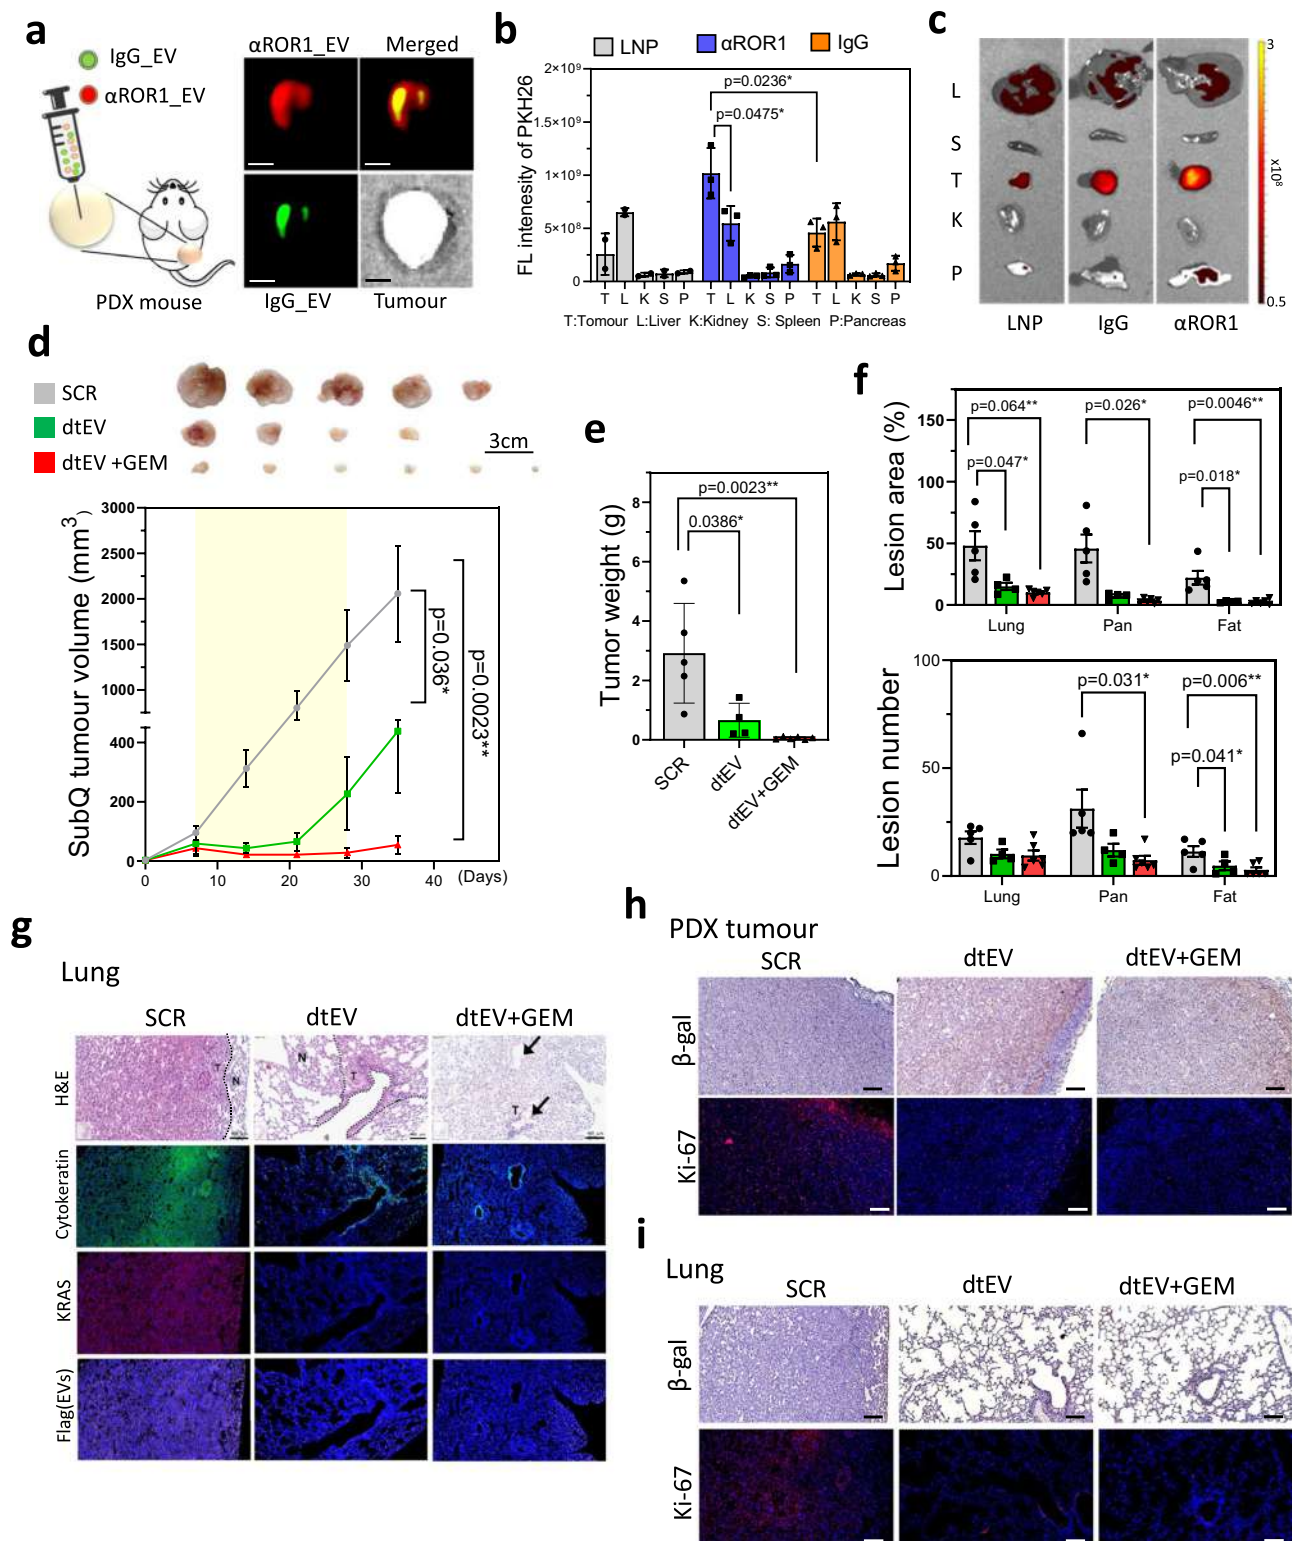 a
IgG_EV
αROR1_EV
αROR1_EV
Merged
PDX mouse
IgG_EV
Tumour
b
LNP
αROR1
IgG
FL intenesity of PKH26
2×10⁹
1.5×10⁹
1×10⁹
5×10⁸
0
p=0.0236*
p=0.0475*
T L K S P T L K S P T L K S P
T:Tomour L:Liver K:Kidney S: Spleen P:Pancreas
c
L
S
T
K
P
LNP
IgG
αROR1
3
x10⁸
0.5
d
SCR
dtEV
dtEV +GEM
3cm
SubQ tumour volume (mm³)
3000
2500
2000
1500
1000
400
200
0
0 10 20 30 40 (Days)
p=0.036*
p=0.0023**
e
Tumor weight (g)
8
6
4
2
0
p=0.0023**
0.0386*
SCR
dtEV
dtEV+GEM
f
Lesion area (%)
150
100
50
0
p=0.064**
p=0.047*
p=0.026*
p=0.0046**
p=0.018*
Lung Pan Fat
Lesion number
100
50
0
p=0.031*
p=0.006**
p=0.041*
Lung Pan Fat
g
Lung
SCR
dtEV
dtEV+GEM
H&E
T
N
N
T
T
Cytokeratin
KRAS
Flag(EVs)
h
PDX tumour
SCR
dtEV
dtEV+GEM
β-gal
Ki-67
i
Lung
SCR
dtEV
dtEV+GEM
β-gal
Ki-67